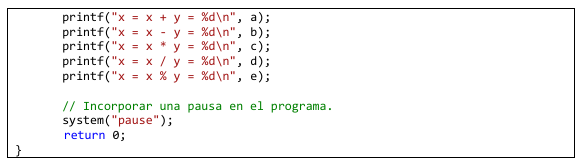 printf("x = x + y = %d\n", a);
printf("x = x - y = %d\n", b);
printf("x = x * y = %d\n", c);
printf("x = x / y = %d\n", d);
printf("x = x % y = %d\n", e);
// Incorporar una pausa en el programa.
system("pause");
return 0;
}